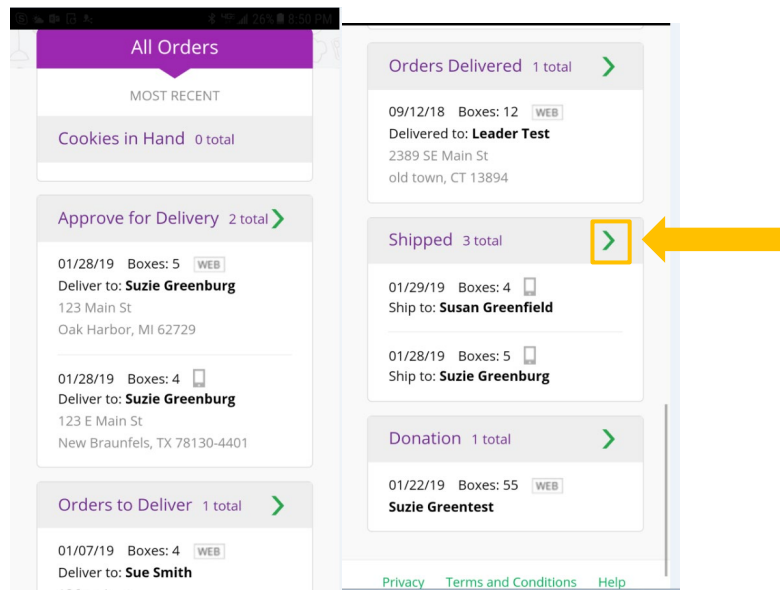 26% 8:50 PM
All Orders
MOST RECENT
Cookies in Hand 0 total
Approve for Delivery 2 total
01/28/19 Boxes: 5 WEB
Deliver to: Suzie Greenburg
123 Main St
Oak Harbor, MI 62729
01/28/19 Boxes: 4
Deliver to: Suzie Greenburg
123 E Main St
New Braunfels, TX 78130-4401
Orders to Deliver 1 total
01/07/19 Boxes: 4 WEB
Deliver to: Sue Smith
Orders Delivered 1 total
09/12/18 Boxes: 12 WEB
Delivered to: Leader Test
2389 SE Main St
old town, CT 13894
Shipped 3 total
01/29/19 Boxes: 4
Ship to: Susan Greenfield
01/28/19 Boxes: 5
Ship to: Suzie Greenburg
Donation 1 total
01/22/19 Boxes: 55 WEB
Suzie Greentest
Privacy Terms and Conditions Help